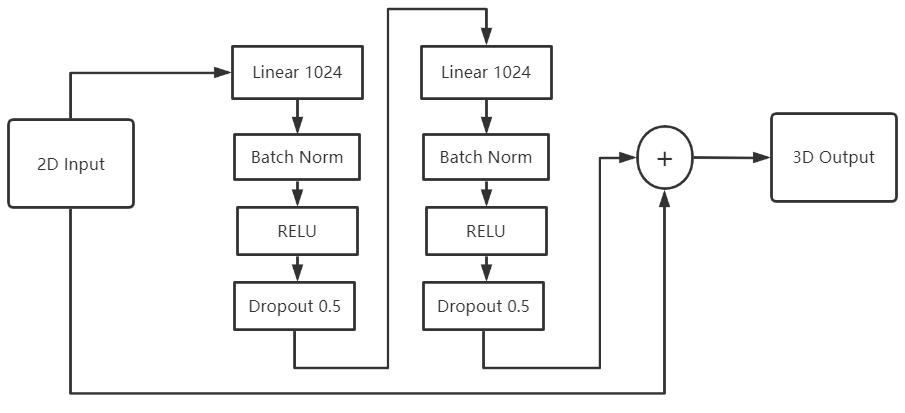 2D Input
Linear 1024
Batch Norm
RELU
Dropout 0.5
Linear 1024
Batch Norm
RELU
Dropout 0.5
+
3D Output